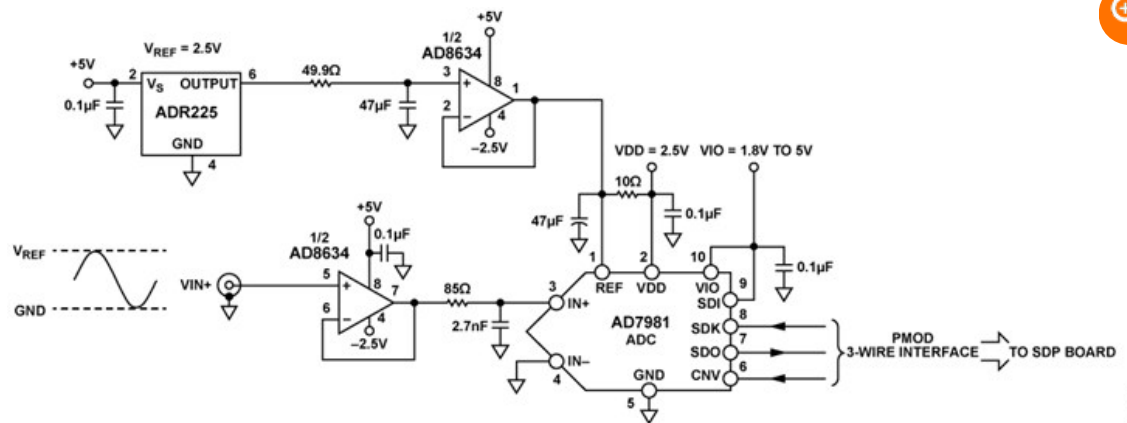 +5V
1/2
AD8634
VREF = 2.5V
+5V
2
VS
OUTPUT
6
49.9Ω
3
+
8
1
0.1µF
ADR225
47µF
2
–
4
–2.5V
GND
4
VDD = 2.5V
VIO = 1.8V TO 5V
10Ω
+5V
47µF
0.1µF
1/2
AD8634
0.1µF
VREF
GND
VIN+
5
+
8
7
6
–
4
–2.5V
85Ω
2.7nF
1
2
10
0.1µF
REF
VDD
VIO
9
SDI
3
IN+
AD7981
ADC
8
SDK
7
SDO
6
CNV
IN–
4
GND
5
PMOD
3-WIRE INTERFACE
TO SDP BOARD